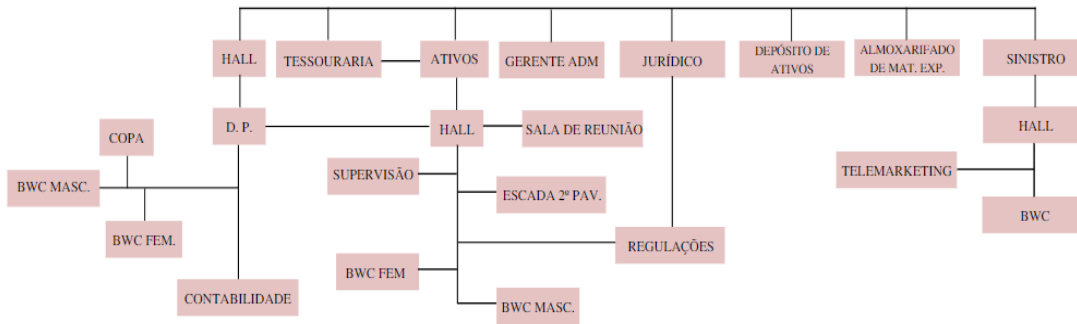 HALL
TESSOURARIA
ATIVOS
GERENTE ADM
JURÍDICO
DEPÓSITO DE
ATIVOS
ALMOXARIFADO
DE MAT. EXP.
SINISTRO
D. P.
HALL
SALA DE REUNIÃO
HALL
COPA
SUPERVISÃO
TELEMARKETING
BWC MASC.
ESCADA 2º PAV.
BWC
BWC FEM.
REGULAÇÕES
BWC FEM
CONTABILIDADE
BWC MASC.